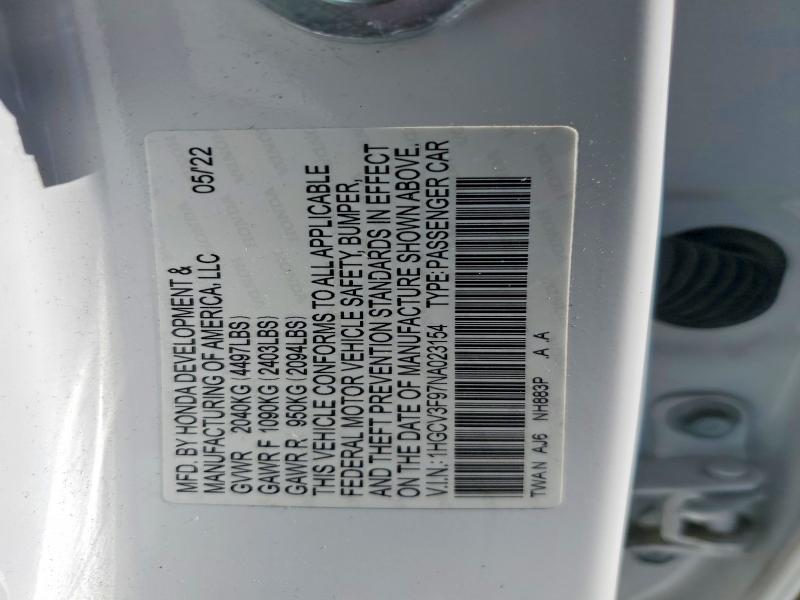 MFD. BY HONDA DEVELOPMENT &
MANUFACTURING OF AMERICA, LLC 05/'22
GVWR 2040KG (4497LBS)
GAWR F 1090KG (2403LBS)
GAWR R 950KG (2094LBS)
THIS VEHICLE CONFORMS TO ALL APPLICABLE
FEDERAL MOTOR VEHICLE SAFETY, BUMPER,
AND THEFT PREVENTION STANDARDS IN EFFECT
ON THE DATE OF MANUFACTURE SHOWN ABOVE.
V.I.N.: 1HGCV3F97NA023154 TYPE: PASSENGER CAR
TWAN AJ6 NH883P A A